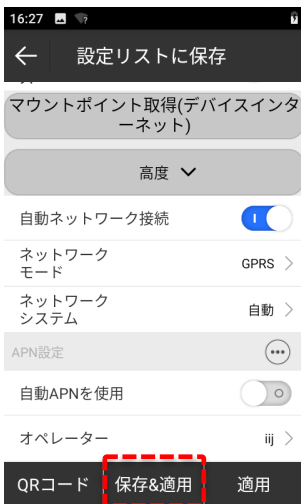 16:27
設定リストに保存
マウントポイント取得(デバイスインタ
ーネット)
高度
自動ネットワーク接続
ネットワーク
モード
GPRS
ネットワーク
システム
自動
APN設定
自動APNを使用
オペレーター
iij
QRコード 保存&適用 適用